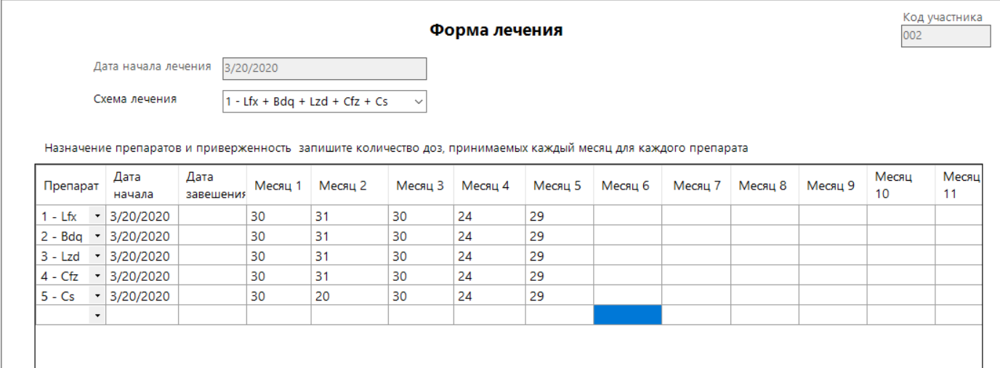 Код участника
002
Форма лечения
Дата начала лечения 3/20/2020
Схема лечения 1 - Lfx + Bdq + Lzd + Cfz + Cs
Назначение препаратов и приверженность запишите количество доз, принимаемых каждый месяц для каждого препарата
Препарат Дата начала Дата завешения Месяц 1 Месяц 2 Месяц 3 Месяц 4 Месяц 5 Месяц 6 Месяц 7 Месяц 8 Месяц 9 Месяц 10 Месяц 11
1 - Lfx 3/20/2020 30 31 30 24 29
2 - Bdq 3/20/2020 30 31 30 24 29
3 - Lzd 3/20/2020 30 31 30 24 29
4 - Cfz 3/20/2020 30 31 30 24 29
5 - Cs 3/20/2020 30 20 30 24 29